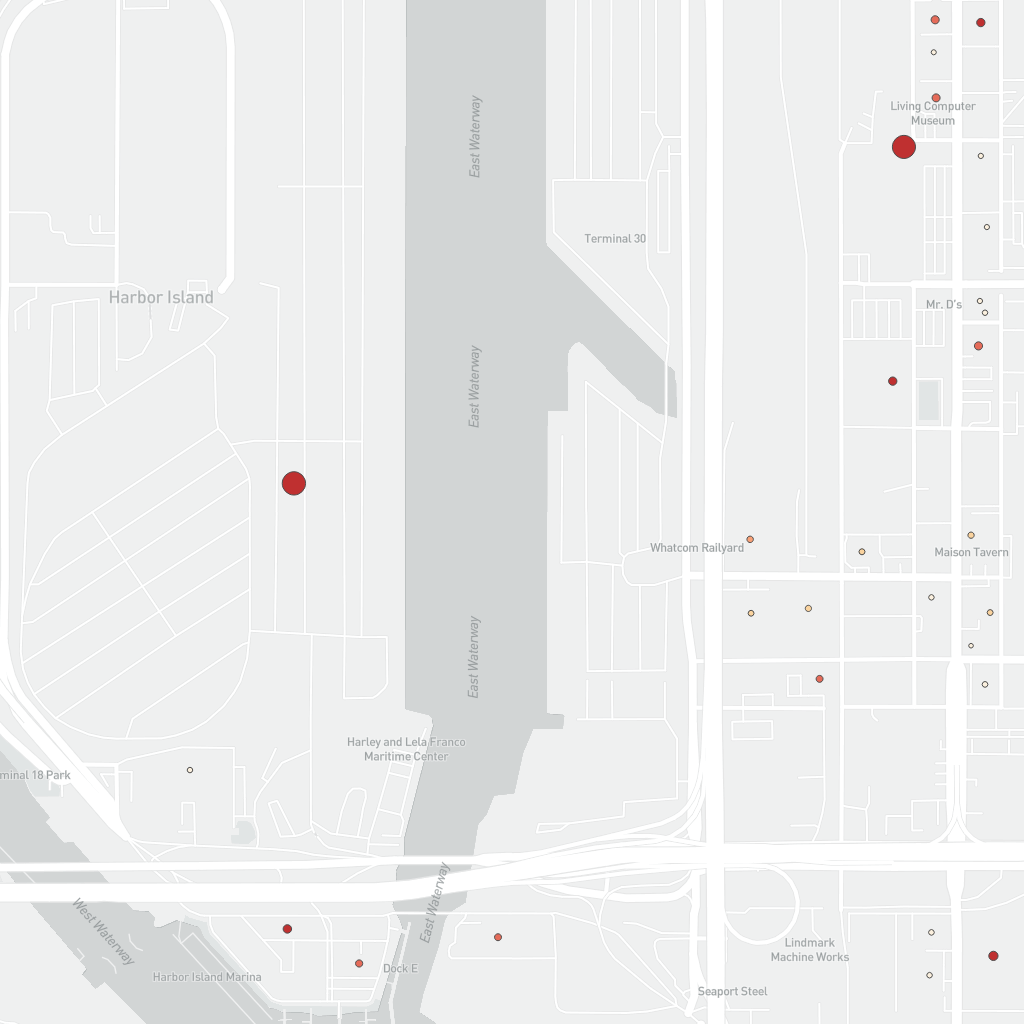 East Waterway
Living Computer
Museum
Terminal 30
Harbor Island
Mr. D's
East Waterway
Whatcom Railyard
Maison Tavern
East Waterway
Harley and Lela Franco
Maritime Center
minal 18 Park
East Waterway
West Waterway
Lindmark
Machine Works
Dock E
Harbor Island Marina
Seaport Steel